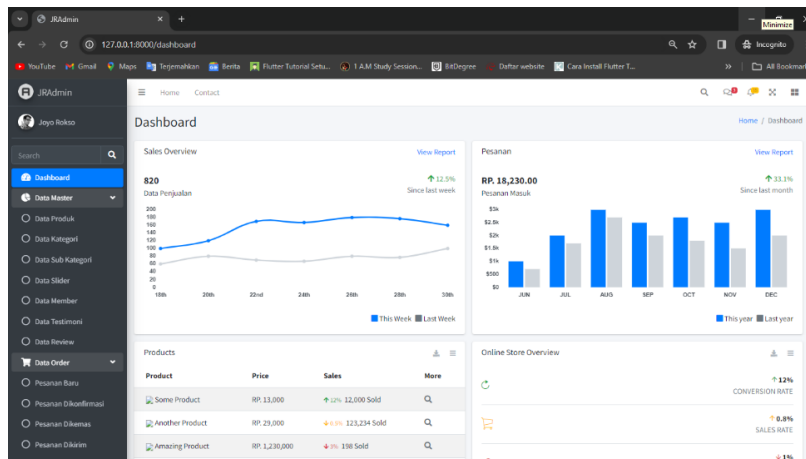 JRAdmin
Minimize
127.0.0.1:8000/dashboard
Incognito
YouTube Gmail Maps Terjemahkan Berita Flutter Tutorial Setu... 1 A.M Study Session... BitDegree Daftar website Cara Install Flutter T... » All Bookmar
JRAdmin
Joyo Rokso
Search
Dashboard
Data Master
Data Produk
Data Kategori
Data Sub Kategori
Data Slider
Data Member
Data Testimoni
Data Review
Data Order
Pesanan Baru
Pesanan Dikonfirmasi
Pesanan Dikemas
Pesanan Dikirim
Home Contact
Dashboard
Home / Dashboard
Sales Overview View Report
820 12.5%
Data Penjualan Since last week
200
180
160
140
120
100
80
60
40
20
0
18th 20th 22nd 24th 26th 28th 30th
This Week Last Week
Pesanan View Report
RP. 18,230.00 33.1%
Pesanan Masuk Since last month
$3k
$2.5k
$2k
$1.5k
$1k
$500
$0
JUN JUL AUG SEP OCT NOV DEC
This year Last year
Products
Product Price Sales More
Some Product RP. 13,000 12% 12,000 Sold
Another Product RP. 29,000 0.5% 123,234 Sold
Amazing Product RP. 1,230,000 3% 198 Sold
Online Store Overview
12%
CONVERSION RATE
0.8%
SALES RATE
1%